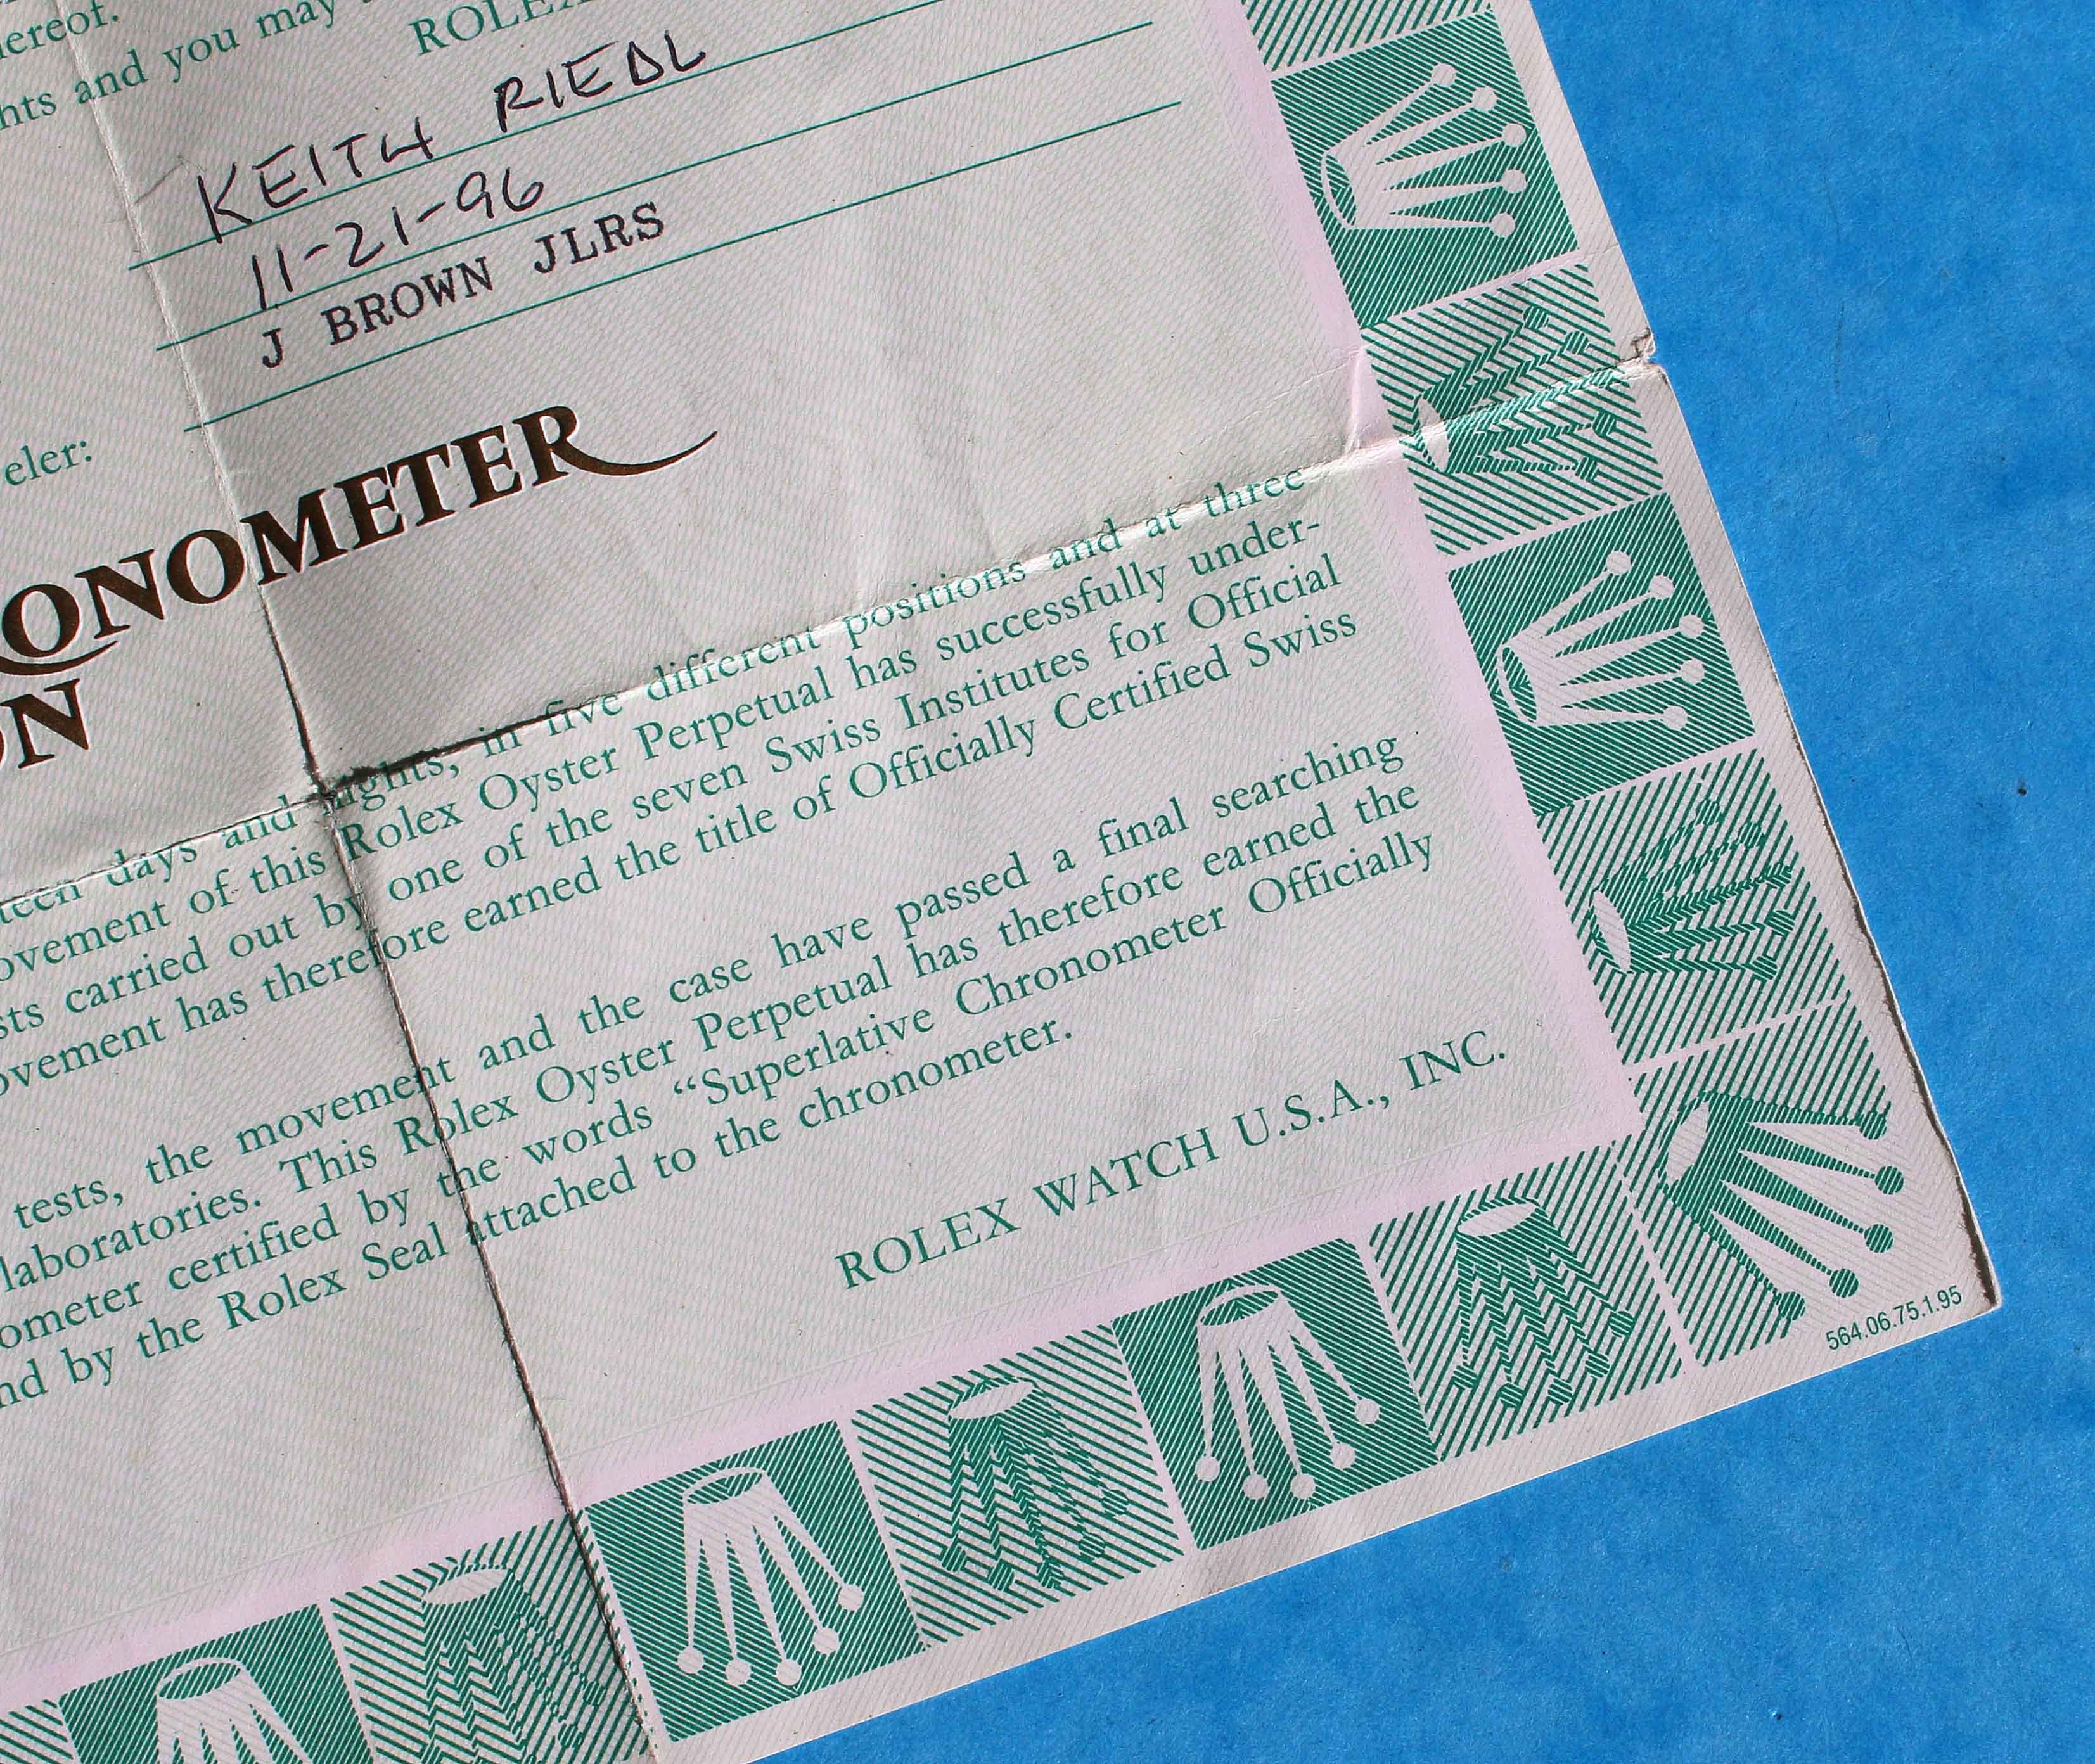 hereof.
hts and you may
ROLEX
KEITH RIEDL
11-21-96
J BROWN JLRS
eler:
ONOMETER
ON
teen days and nights, in five different positions and at three
ovement of this Rolex Oyster Perpetual has successfully under-
sts carried out by one of the seven Swiss Institutes for Official
ovement has therefore earned the title of Officially Certified Swiss
tests, the movement and the case have passed a final searching
laboratories. This Rolex Oyster Perpetual has therefore earned the
ometer certified by the words “Superlative Chronometer Officially
nd by the Rolex Seal attached to the chronometer.
ROLEX WATCH U.S.A., INC.
564.06.75.1.95